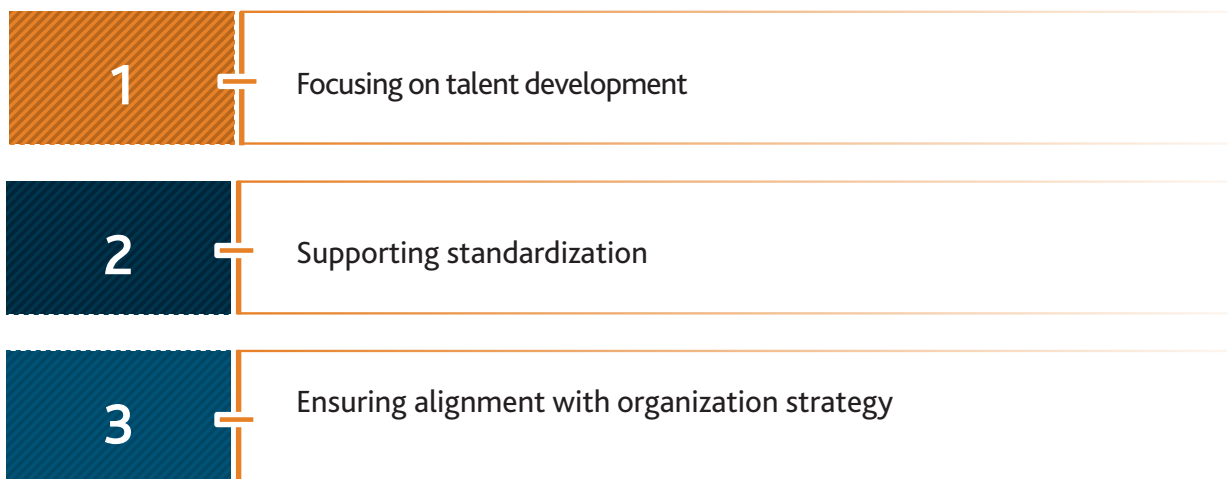 1
Focusing on talent development
2
Supporting standardization
3
Ensuring alignment with organization strategy